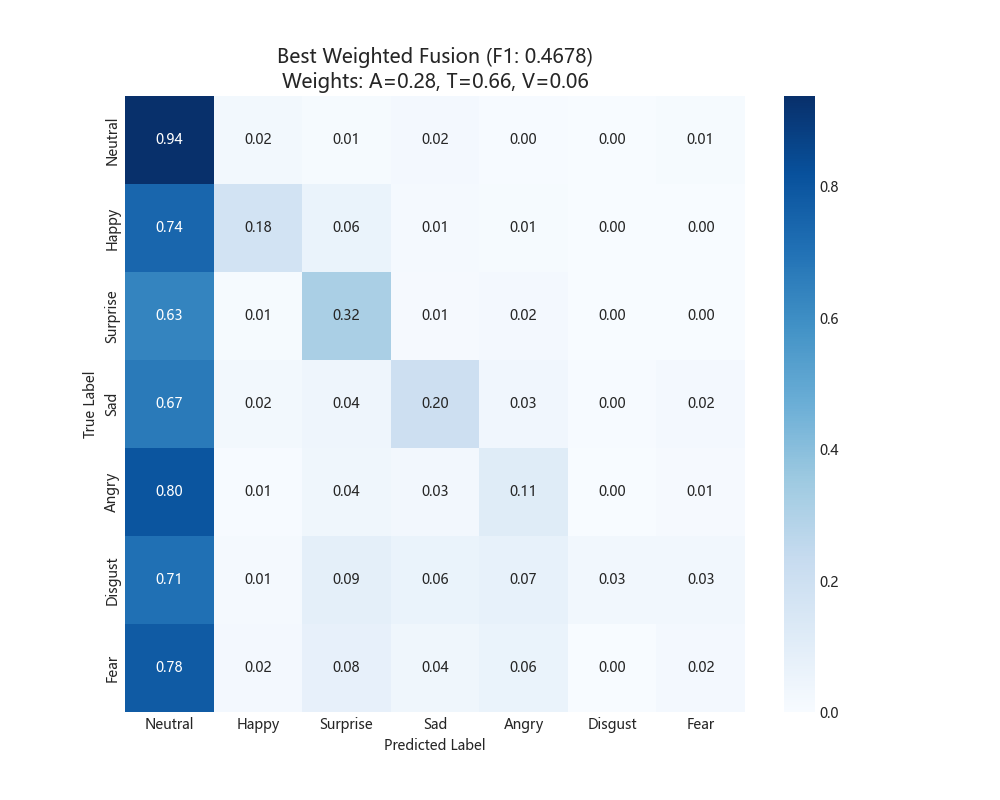 Best Weighted Fusion (F1: 0.4678)
Weights: A=0.28, T=0.66, V=0.06
True Label
Neutral 0.94 0.02 0.01 0.02 0.00 0.00 0.01
Happy 0.74 0.18 0.06 0.01 0.01 0.00 0.00
Surprise 0.63 0.01 0.32 0.01 0.02 0.00 0.00
Sad 0.67 0.02 0.04 0.20 0.03 0.00 0.02
Angry 0.80 0.01 0.04 0.03 0.11 0.00 0.01
Disgust 0.71 0.01 0.09 0.06 0.07 0.03 0.03
Fear 0.78 0.02 0.08 0.04 0.06 0.00 0.02
Neutral Happy Surprise Sad Angry Disgust Fear
Predicted Label
0.8
0.6
0.4
0.2
0.0